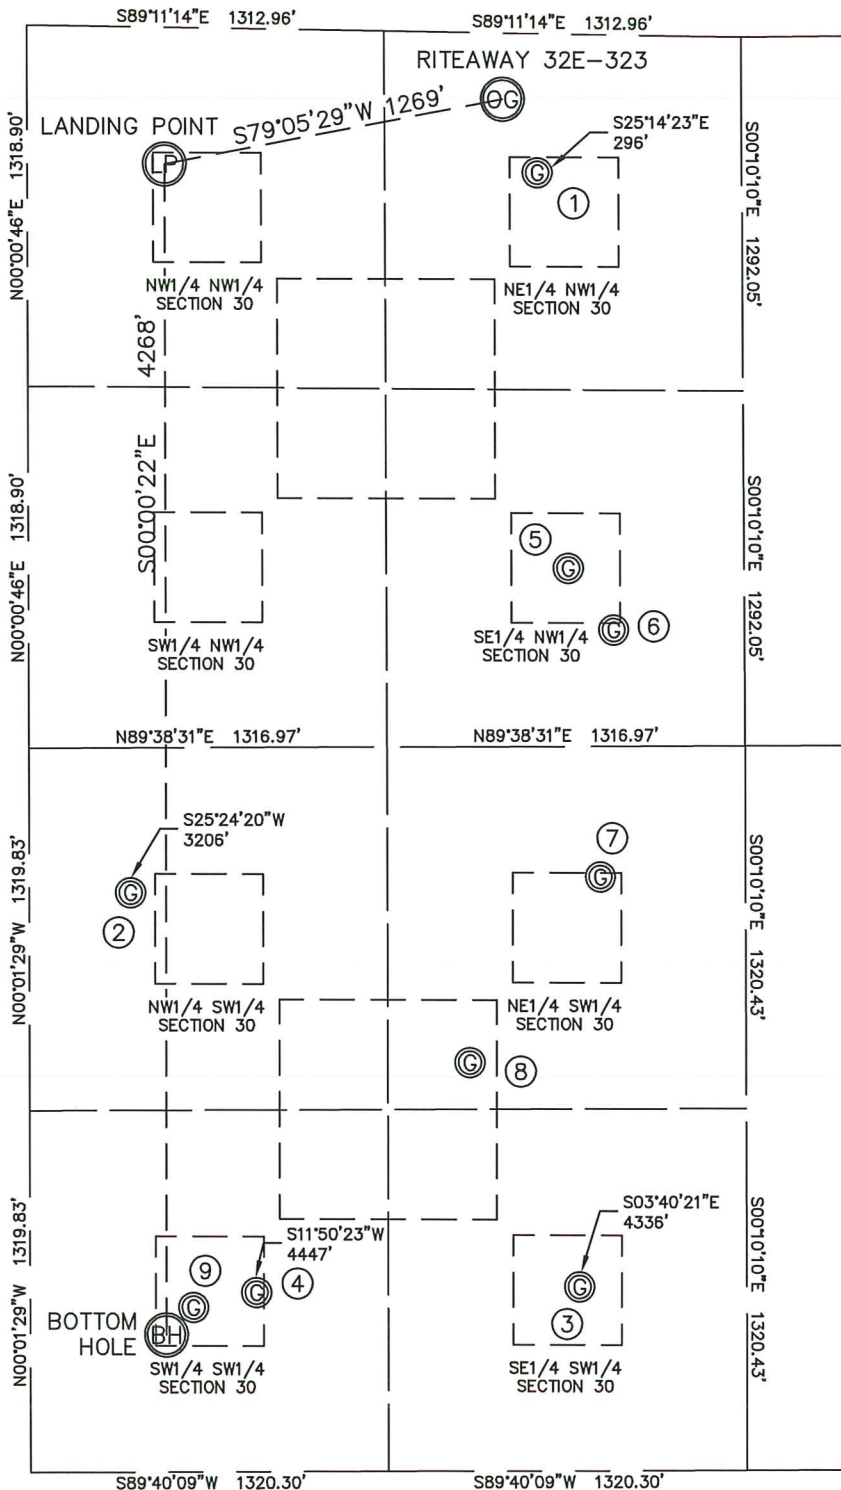 S89°11'14"E 1312.96'
S89°11'14"E 1312.96'
RITEAWAY 32E-323
OG
S79°05'29"W 1269'
LANDING POINT
LP
S25°14'23"E
296'
G
1
N00°00'46"E 1318.90'
S00°10'10"E 1292.05'
NW1/4 NW1/4
SECTION 30
NE1/4 NW1/4
SECTION 30
S00°00'22"E 4268'
N00°00'46"E 1318.90'
S00°10'10"E 1292.05'
5
G
G
6
SW1/4 NW1/4
SECTION 30
SE1/4 NW1/4
SECTION 30
N89°38'31"E 1316.97'
N89°38'31"E 1316.97'
S25°24'20"W
3206'
G
2
7
G
N00°01'29"W 1319.83'
S00°10'10"E 1320.43'
NW1/4 SW1/4
SECTION 30
NE1/4 SW1/4
SECTION 30
G
8
N00°01'29"W 1319.83'
S00°10'10"E 1320.43'
S11°50'23"W
4447'
S03°40'21"E
4336'
9
G
G
4
G
3
BOTTOM
HOLE
BH
SW1/4 SW1/4
SECTION 30
SE1/4 SW1/4
SECTION 30
S89°40'09"W 1320.30'
S89°40'09"W 1320.30'